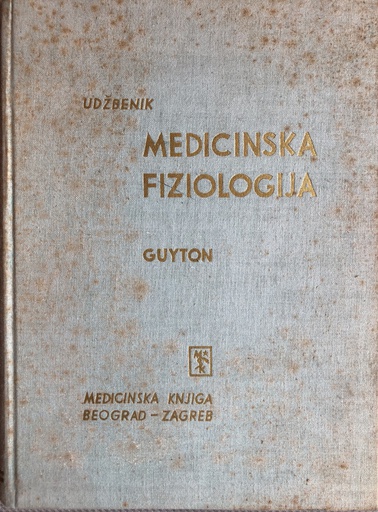 UDŽBENIK
MEDICINSKA
FIZIOLOGIJA
GUYTON
MEDICINSKA KNJIGA
BEOGRAD – ZAGREB